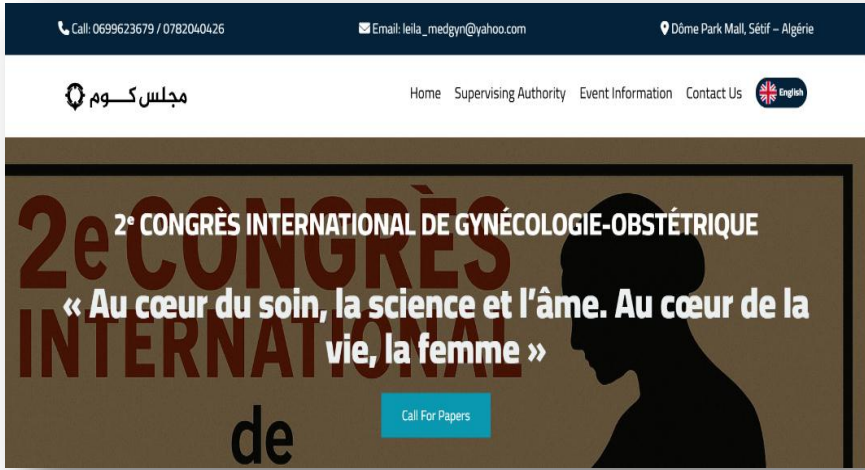 Call: 0699623679 / 0782040426
Email: leila_medgyn@yahoo.com
Dôme Park Mall, Sétif – Algérie
مجلس كـــوم
Home
Supervising Authority
Event Information
Contact Us
English
2e CONGRÈS
INTERNATIONAL
de
2e CONGRÈS INTERNATIONAL DE GYNÉCOLOGIE-OBSTÉTRIQUE
« Au cœur du soin, la science et l’âme. Au cœur de la
vie, la femme »
Call For Papers